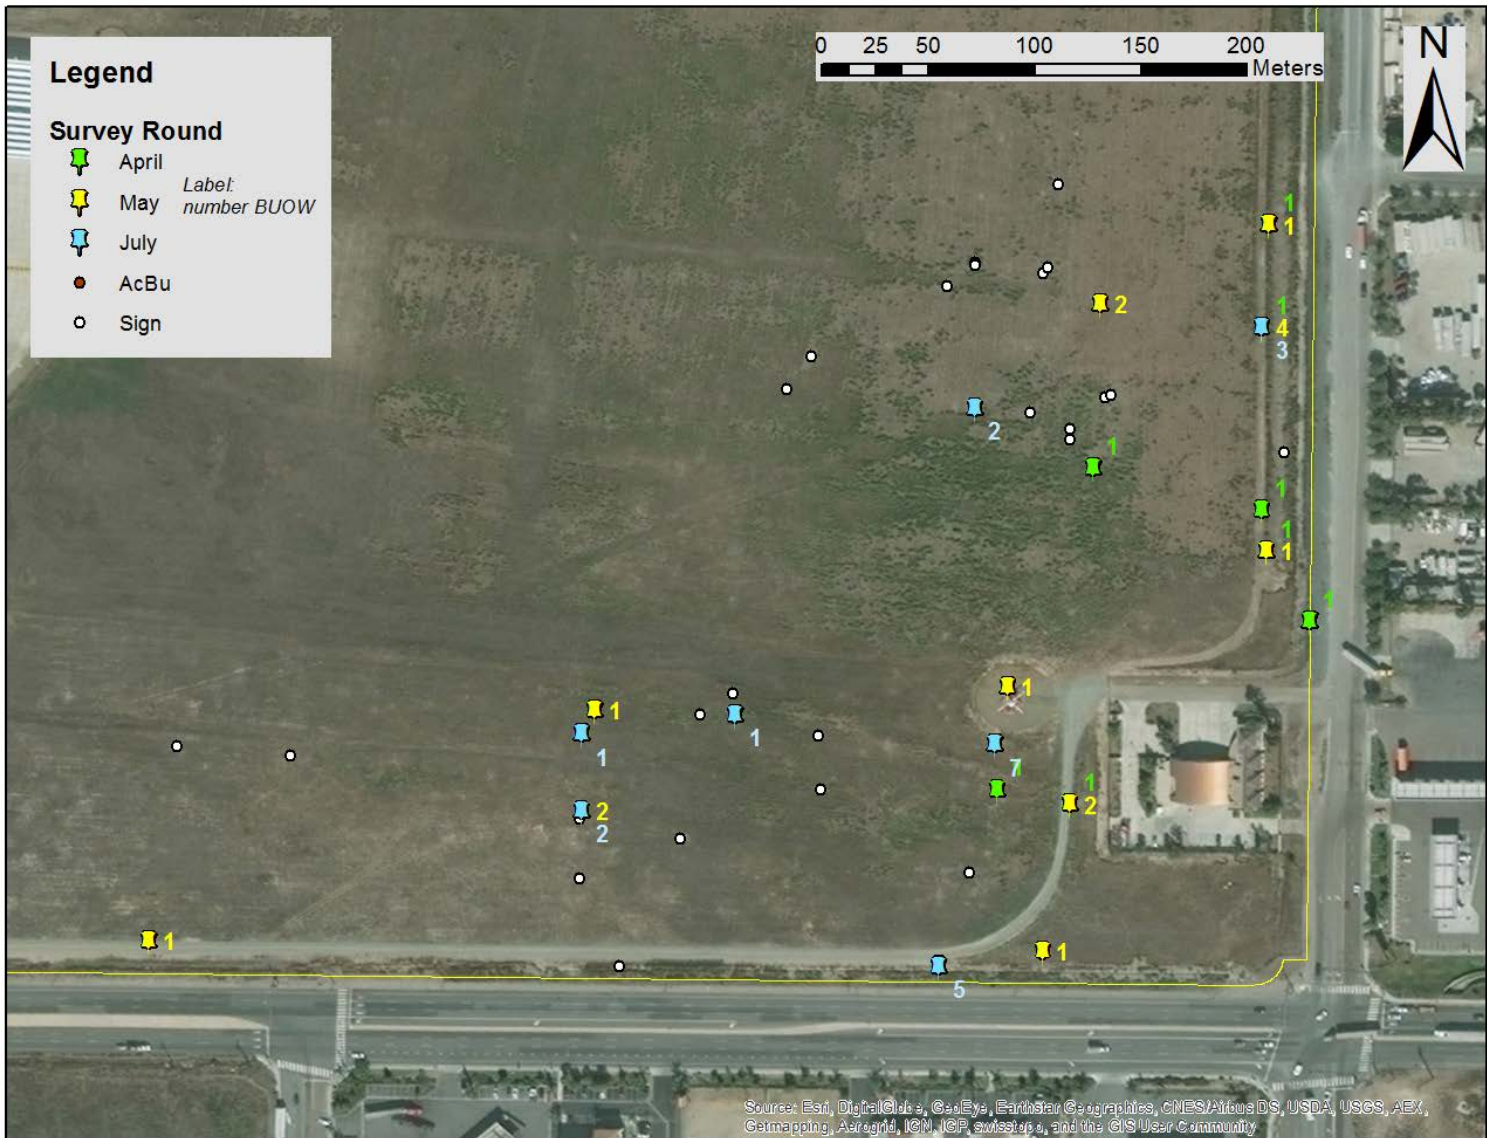 Legend
Survey Round
April
May
July
AcBu
Sign
Label:
number BUOW
0 25 50 100 150 200
Meters
N
1
1
2
1
4
3
2
1
1
1
1
1
1
1
1
1
7
1
1
2
2
2
1
1
5
Source: Esri, DigitalGlobe, GeoEye, Earthstar Geographics, CNES/Airbus DS, USDA, USGS, AEX,
Getmapping, Aerogrid, IGN, IGP, swisstopo, and the GIS User Community